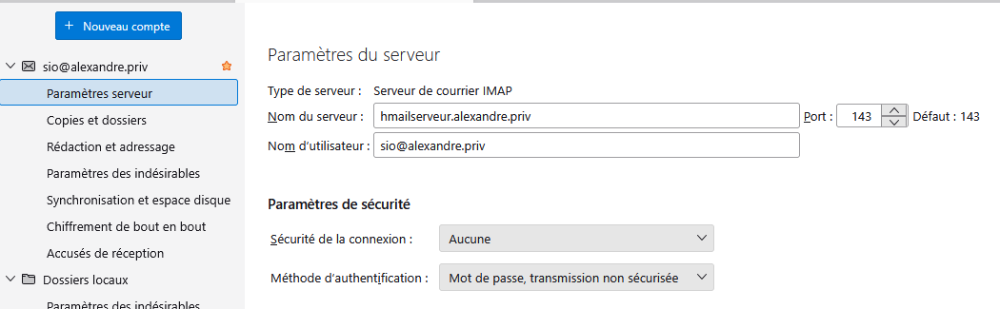 + Nouveau compte
sio@alexandre.priv
Paramètres serveur
Copies et dossiers
Rédaction et adressage
Paramètres des indésirables
Synchronisation et espace disque
Chiffrement de bout en bout
Accusés de réception
Dossiers locaux
Paramètres des indésirables
Paramètres du serveur
Type de serveur : Serveur de courrier IMAP
Nom du serveur : hmailserveur.alexandre.priv Port : 143 Défaut : 143
Nom d’utilisateur : sio@alexandre.priv
Paramètres de sécurité
Sécurité de la connexion : Aucune
Méthode d’authentification : Mot de passe, transmission non sécurisée